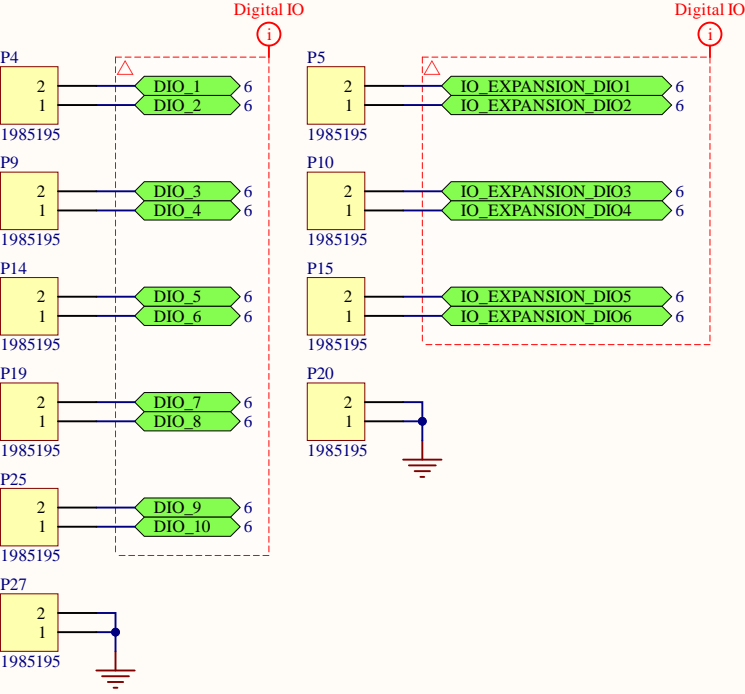 Digital IO
i
P4
2
DIO_1
6
1
DIO_2
6
1985195
P9
2
DIO_3
6
1
DIO_4
6
1985195
P14
2
DIO_5
6
1
DIO_6
6
1985195
P19
2
DIO_7
6
1
DIO_8
6
1985195
P25
2
DIO_9
6
1
DIO_10
6
1985195
P27
2
1
1985195
Digital IO
i
P5
2
IO_EXPANSION_DIO1
6
1
IO_EXPANSION_DIO2
6
1985195
P10
2
IO_EXPANSION_DIO3
6
1
IO_EXPANSION_DIO4
6
1985195
P15
2
IO_EXPANSION_DIO5
6
1
IO_EXPANSION_DIO6
6
1985195
P20
2
1
1985195